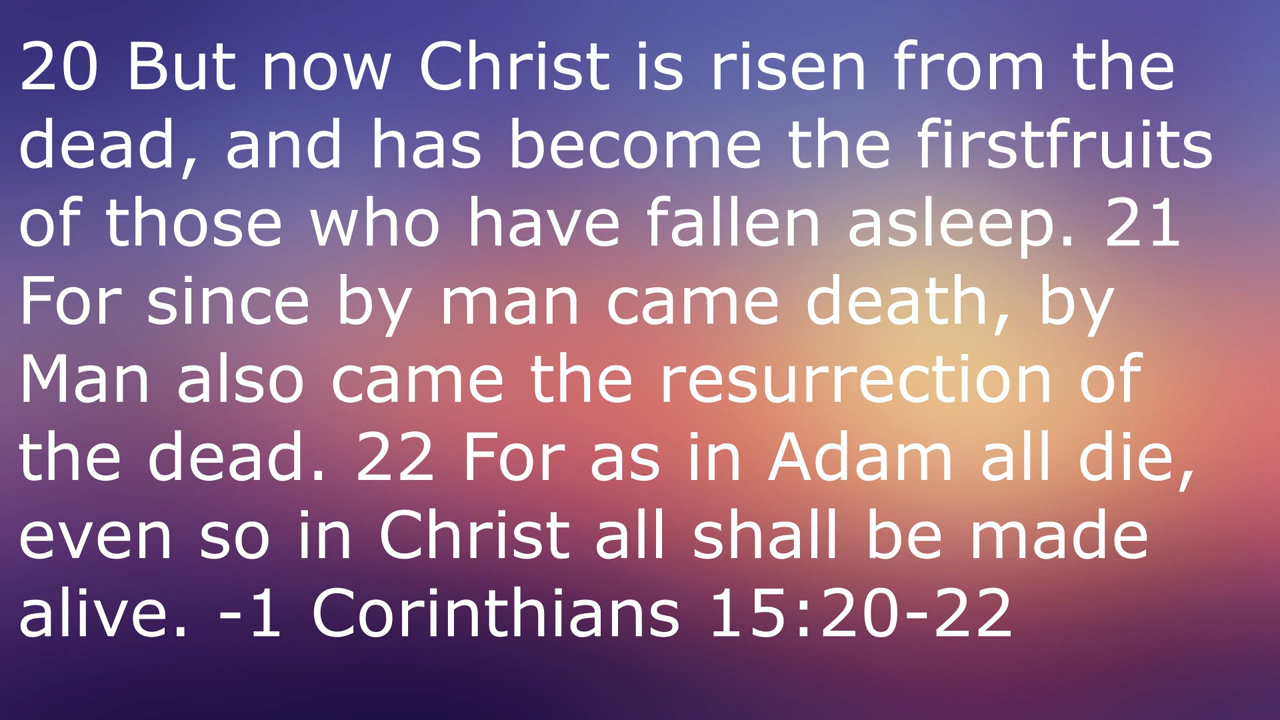 20 But now Christ is risen from the
dead, and has become the firstfruits
of those who have fallen asleep. 21
For since by man came death, by
Man also came the resurrection of
the dead. 22 For as in Adam all die,
even so in Christ all shall be made
alive. -1 Corinthians 15:20-22